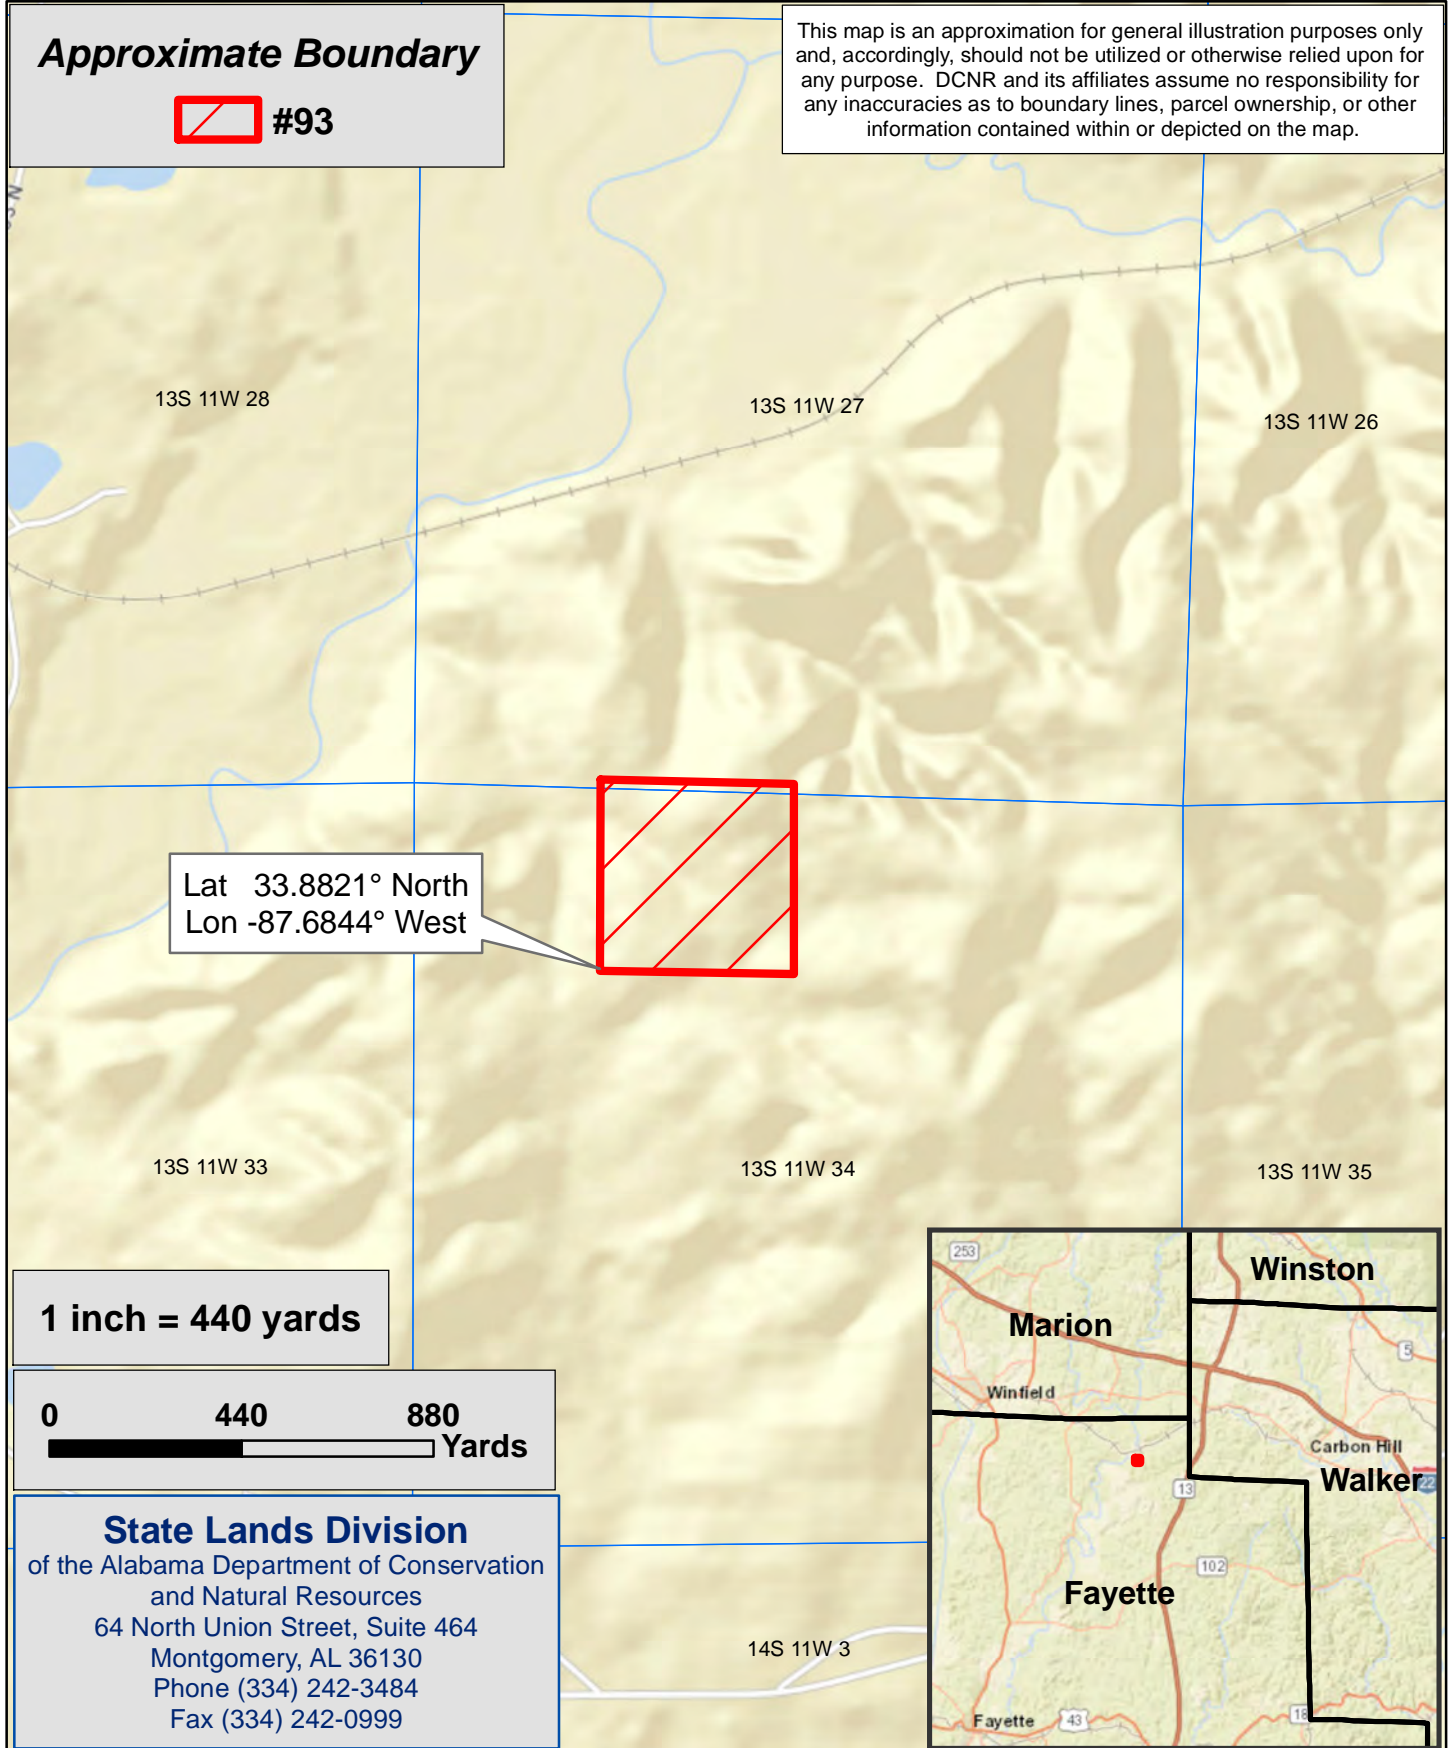 Approximate Boundary
#93
This map is an approximation for general illustration purposes only
and, accordingly, should not be utilized or otherwise relied upon for
any purpose. DCNR and its affiliates assume no responsibility for
any inaccuracies as to boundary lines, parcel ownership, or other
information contained within or depicted on the map.
13S 11W 28
13S 11W 27
13S 11W 26
Lat 33.8821° North
Lon -87.6844° West
13S 11W 33
13S 11W 34
13S 11W 35
1 inch = 440 yards
0 440 880
Yards
State Lands Division
of the Alabama Department of Conservation
and Natural Resources
64 North Union Street, Suite 464
Montgomery, AL 36130
Phone (334) 242-3484
Fax (334) 242-0999
14S 11W 3
253
Winston
Marion
5
Winfield
Carbon Hill
Walker
22
13
102
Fayette
Fayette
43
18